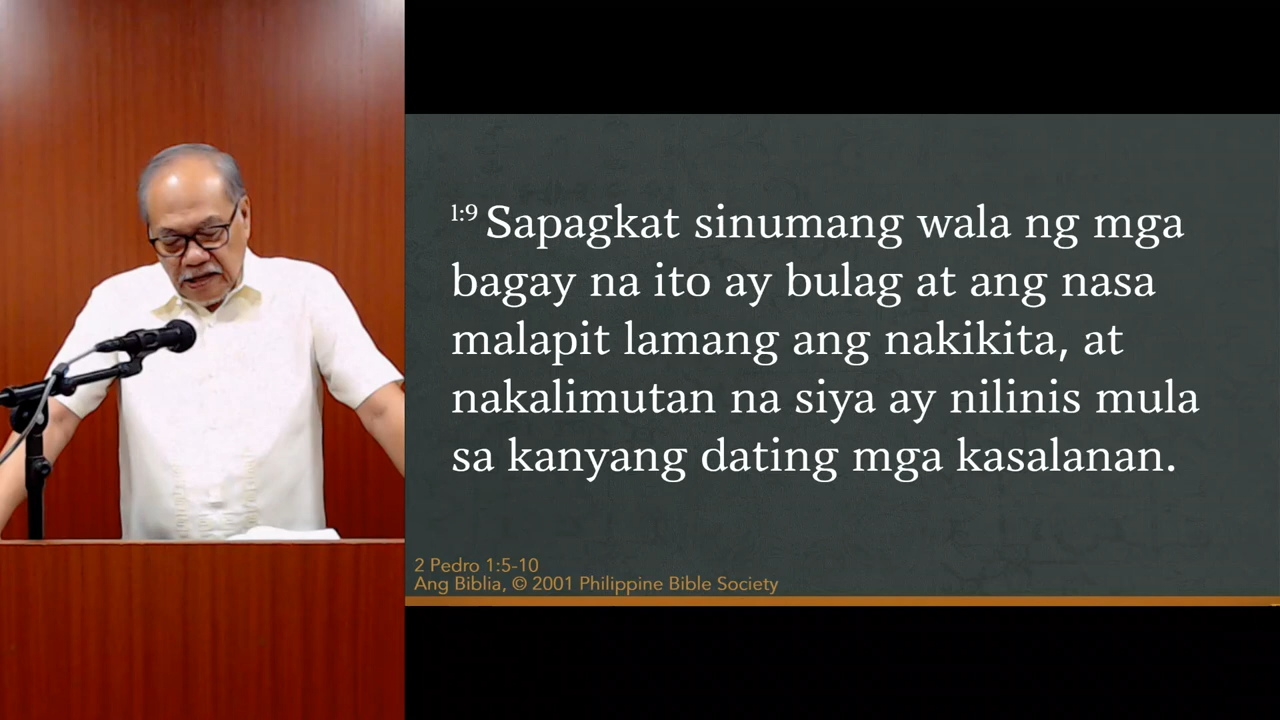 1:9 Sapagkat sinumang wala ng mga
bagay na ito ay bulag at ang nasa
malapit lamang ang nakikita, at
nakalimutan na siya ay nilinis mula
sa kanyang dating mga kasalanan.
2 Pedro 1:5-10
Ang Biblia, © 2001 Philippine Bible Society